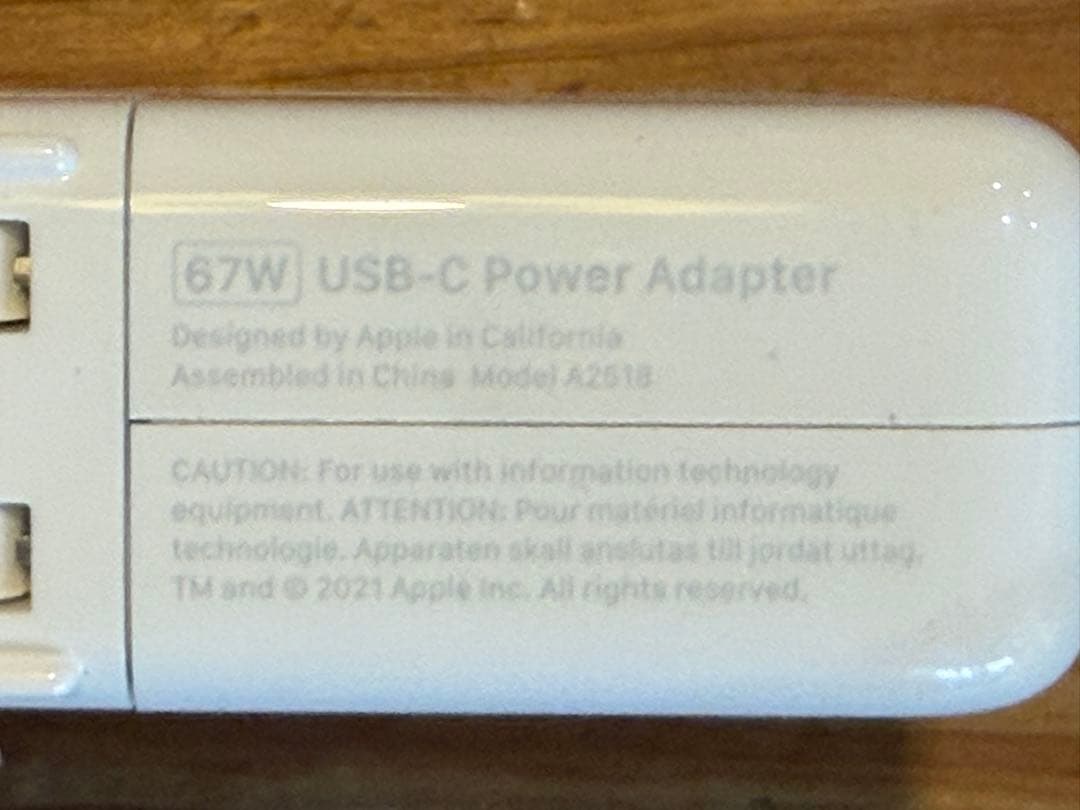 67W USB-C Power Adapter
Designed by Apple in California
Assembled in China Model A2518
CAUTION: For use with information technology
equipment. ATTENTION: Pour matériel informatique
technologie. Apparaten skall anslutas till jordat uttag.
TM and © 2021 Apple Inc. All rights reserved.